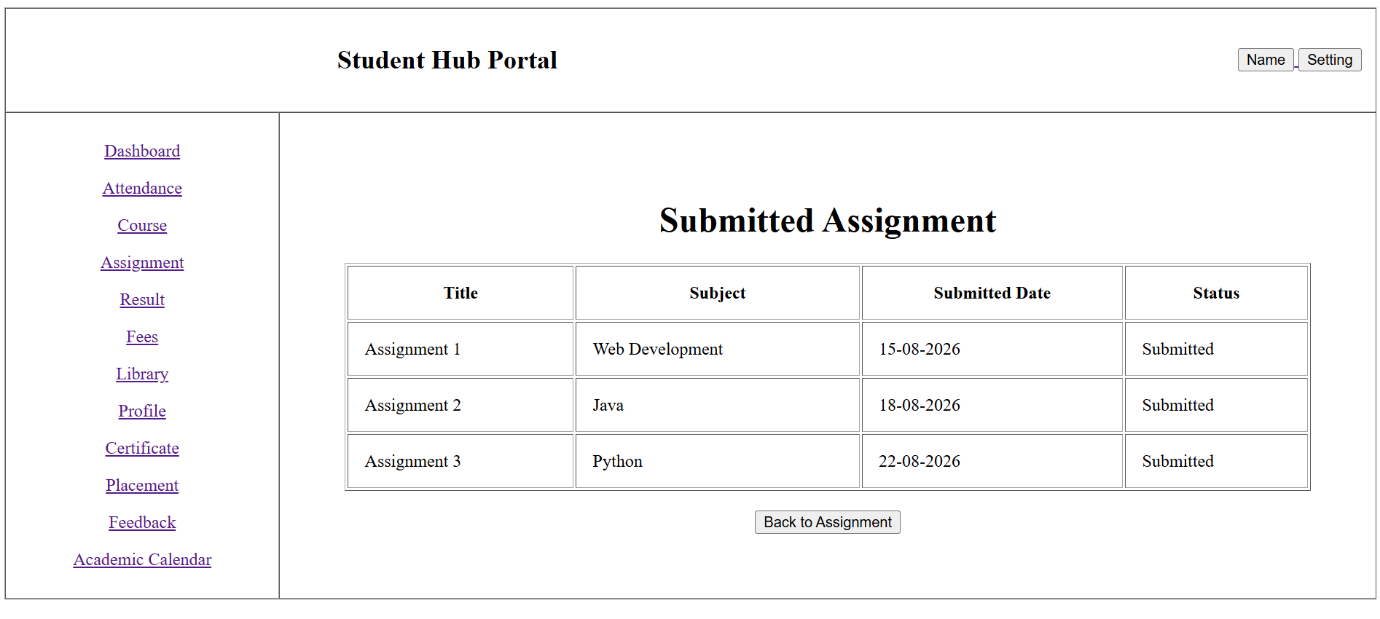 Student Hub Portal
Name Setting
Dashboard
Attendance
Course
Assignment
Result
Fees
Library
Profile
Certificate
Placement
Feedback
Academic Calendar
Submitted Assignment
Title Subject Submitted Date Status
Assignment 1 Web Development 15-08-2026 Submitted
Assignment 2 Java 18-08-2026 Submitted
Assignment 3 Python 22-08-2026 Submitted
Back to Assignment